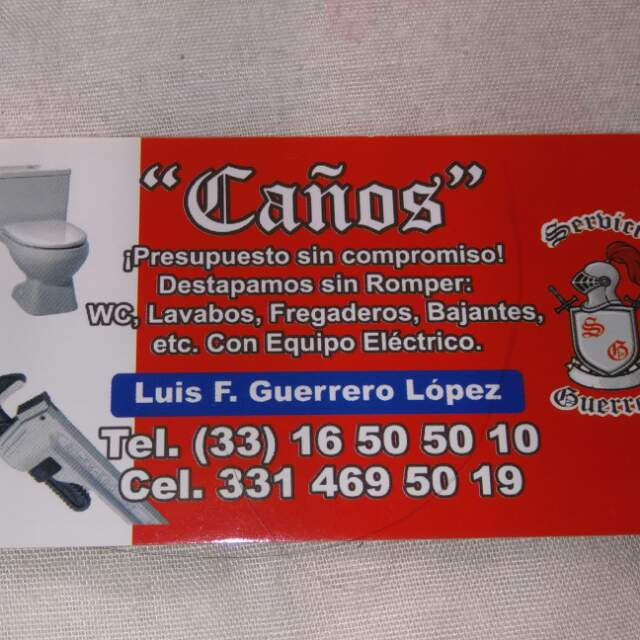 “Caños”
¡Presupuesto sin compromiso!
Destapamos sin Romper:
WC, Lavabos, Fregaderos, Bajantes,
etc. Con Equipo Eléctrico.
Luis F. Guerrero López
Tel. (33) 16 50 50 10
Cel. 331 469 50 19
S G